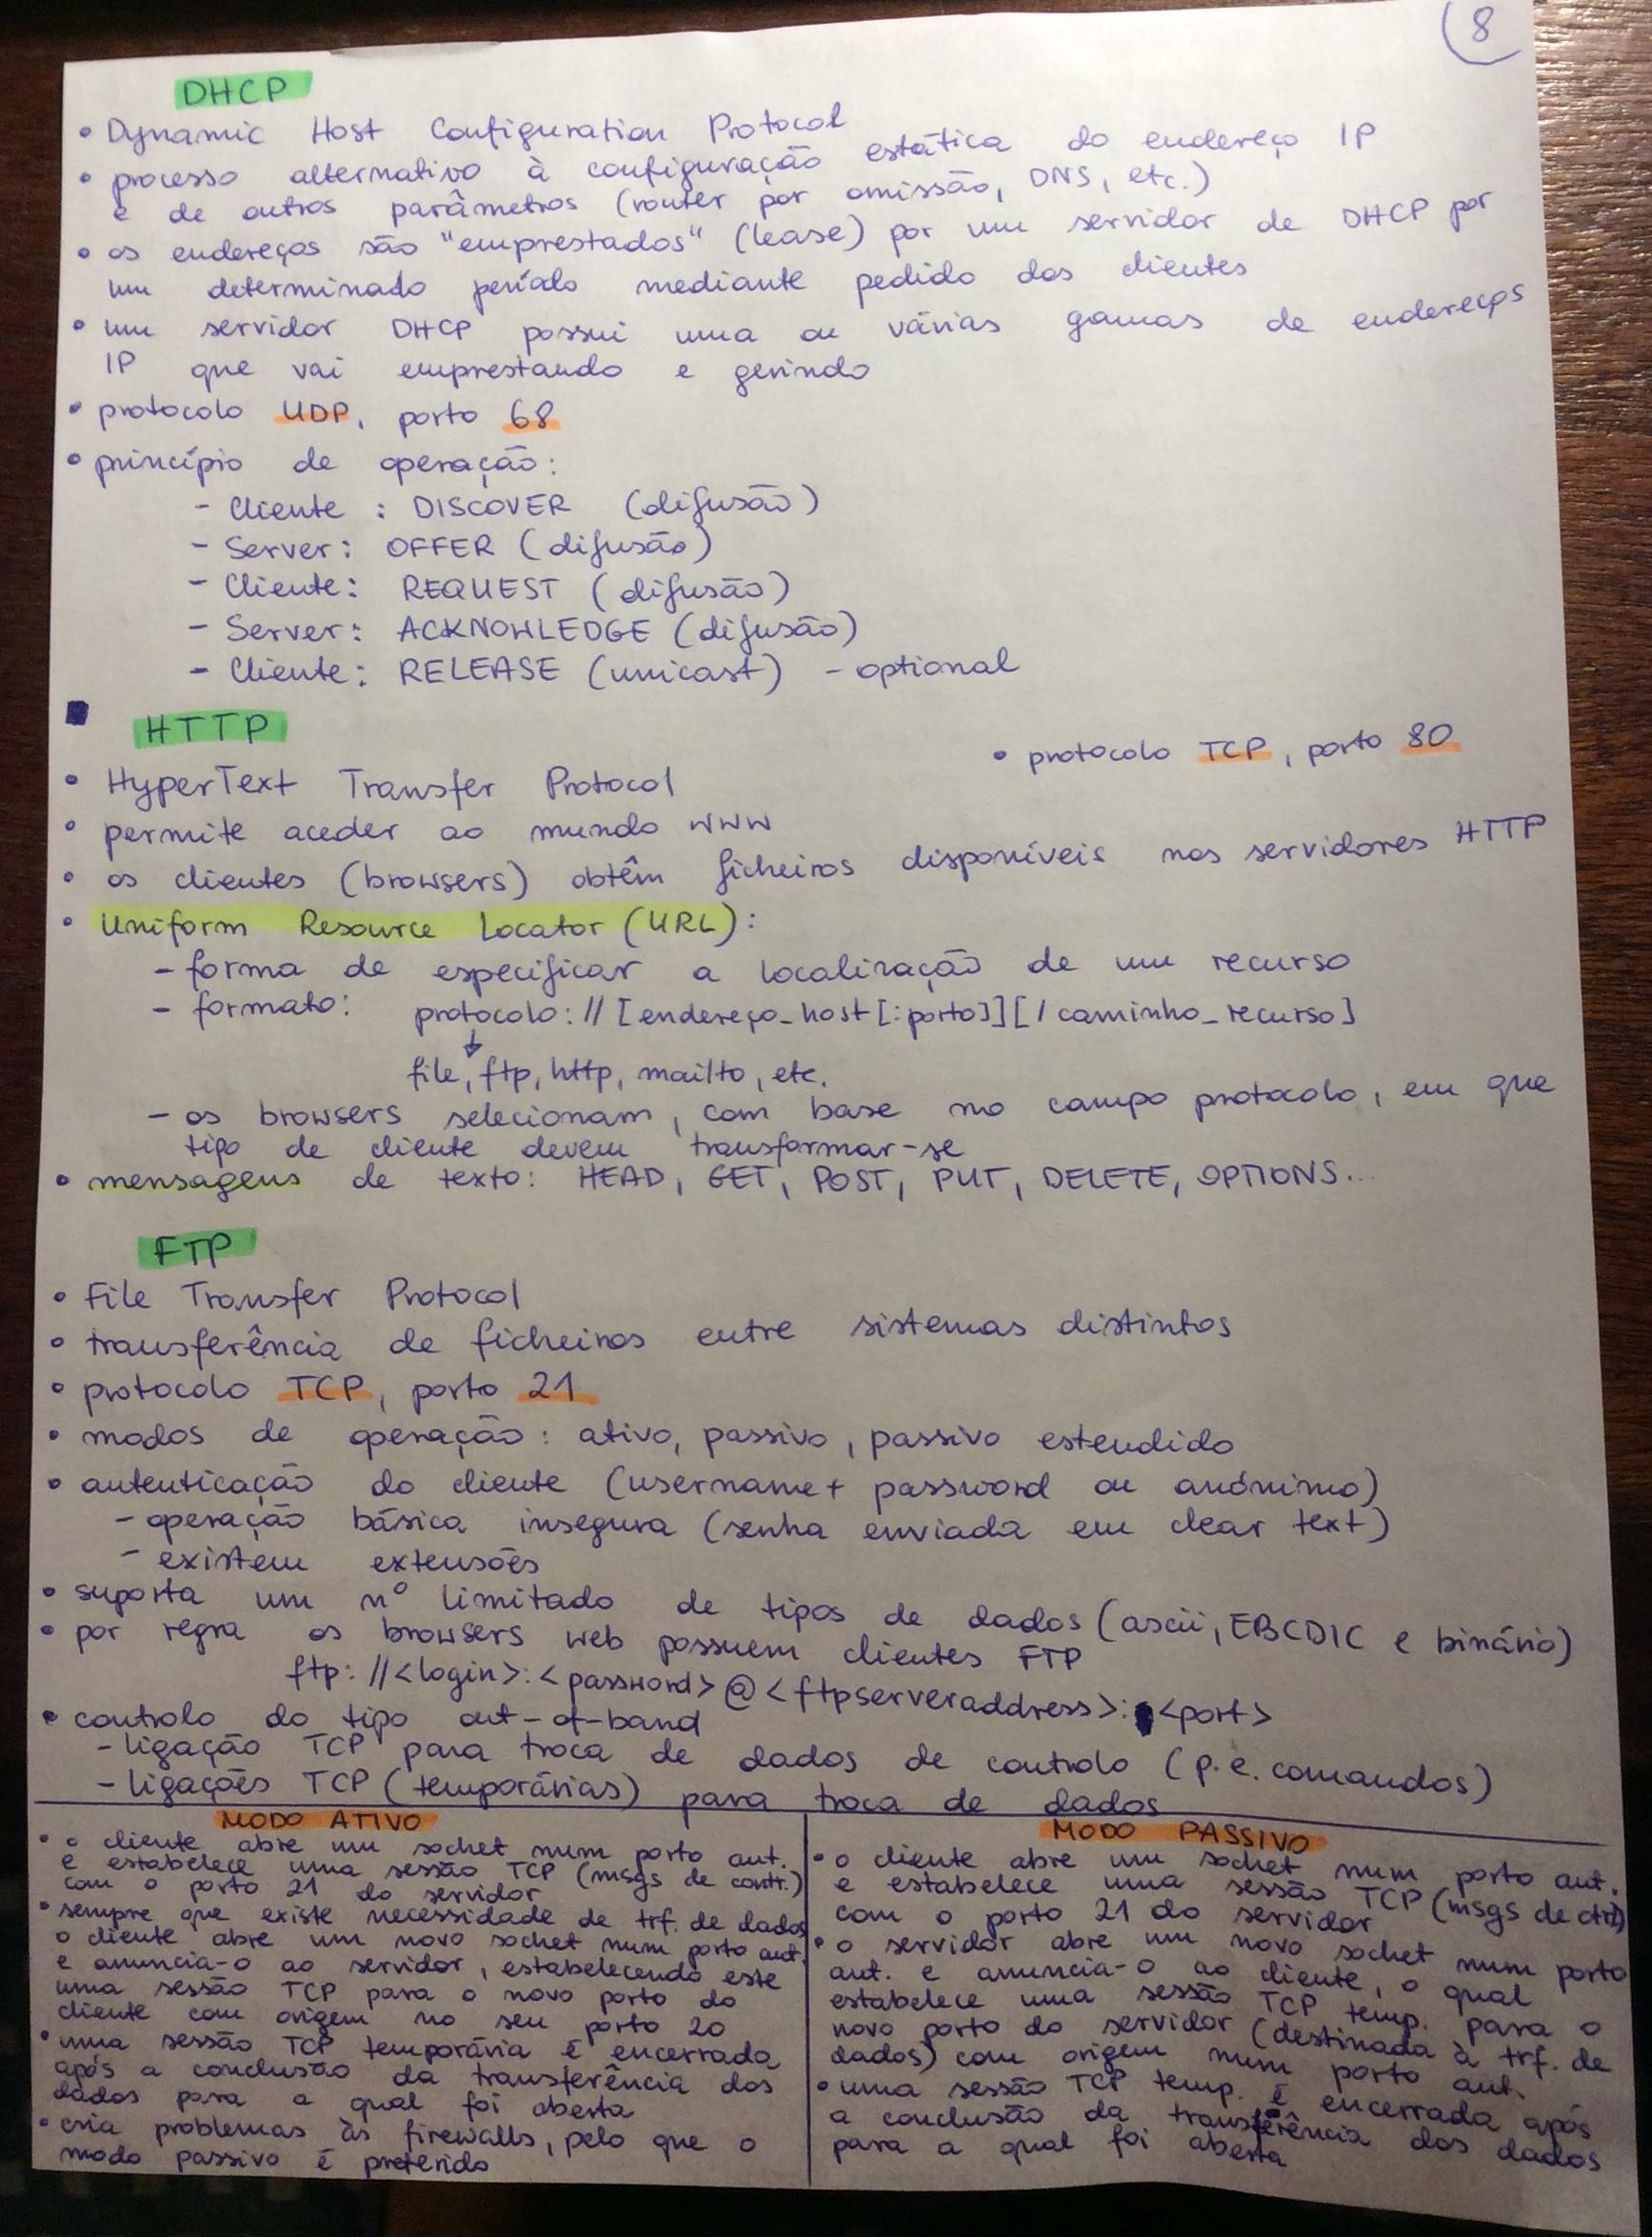 8
DHCP
• Dynamic Host Configuration Protocol
• processo alternativo à configuração estática do endereço IP
e de outros parâmetros (router por omissão, DNS, etc.)
• os endereços são "emprestados" (lease) por um servidor de DHCP por
um determinado período mediante pedido dos clientes
• um servidor DHCP possui uma ou várias gamas de endereços
IP que vai emprestando e gerindo
• protocolo UDP, porto 68
• princípio de operação:
- Cliente : DISCOVER (difusão)
- Server: OFFER (difusão)
- Cliente: REQUEST (difusão)
- Server: ACKNOWLEDGE (difusão)
- Cliente: RELEASE (unicast) - optional
HTTP
• protocolo TCP, porto 80
• HyperText Transfer Protocol
• permite aceder ao mundo WWW
• os clientes (browsers) obtêm ficheiros disponíveis nos servidores HTTP
• Uniform Resource Locator (URL):
- forma de especificar a localização de um recurso
- formato: protocolo://[endereço_host[:porto]][/caminho_recurso]
↓
file, ftp, http, mailto, etc.
- os browsers selecionam, com base no campo protocolo, em que
tipo de cliente devem transformar-se
• mensagens de texto: HEAD, GET, POST, PUT, DELETE, OPTIONS...
FTP
• File Transfer Protocol
• transferência de ficheiros entre sistemas distintos
• protocolo TCP, porto 21
• modos de operação: ativo, passivo, passivo estendido
• autenticação do cliente (username + password ou anónimo)
- operação básica insegura (senha enviada em clear text)
- existem extensões
• suporta um nº limitado de tipos de dados (ascii, EBCDIC e binário)
• por regra os browsers web possuem clientes FTP
ftp://<login>:<password>@<ftpserveraddress>:<port>
• controlo do tipo out-of-band
- ligação TCP para troca de dados de controlo (p.e. comandos)
- ligações TCP (temporárias) para troca de dados
MODO ATIVO
• o cliente abre um socket num porto aut.
e estabelece uma sessão TCP (msgs de contr.)
com o porto 21 do servidor
• sempre que existe necessidade de trf. de dados
o cliente abre um novo socket num porto aut.
e anuncia-o ao servidor, estabelecendo este
uma sessão TCP para o novo porto do
cliente com origem no seu porto 20
• uma sessão TCP temporária é encerrada
após a conclusão da transferência dos
dados para a qual foi aberta
• cria problemas às firewalls, pelo que o
modo passivo é preferido
MODO PASSIVO
• o cliente abre um socket num porto aut.
e estabelece uma sessão TCP (msgs de ctrl)
com o porto 21 do servidor
• o servidor abre um novo socket num porto
aut. e anuncia-o ao cliente, o qual
estabelece uma sessão TCP temp. para o
novo porto do servidor (destinada à trf. de
dados) com origem num porto aut.
• uma sessão TCP temp. é encerrada após
a conclusão da transferência dos dados
para a qual foi aberta